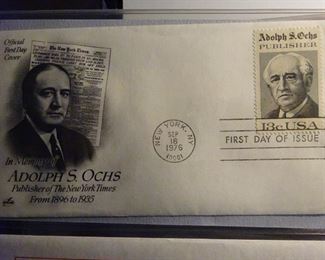 Official
First Day
Cover
The New York Times
Adolph S. Ochs
PUBLISHER
13c USA
NEW YORK, NY
SEP
18
1976
10001
FIRST DAY OF ISSUE
In Memory of
ADOLPH S. OCHS
Publisher of The New York Times
From 1896 to 1935